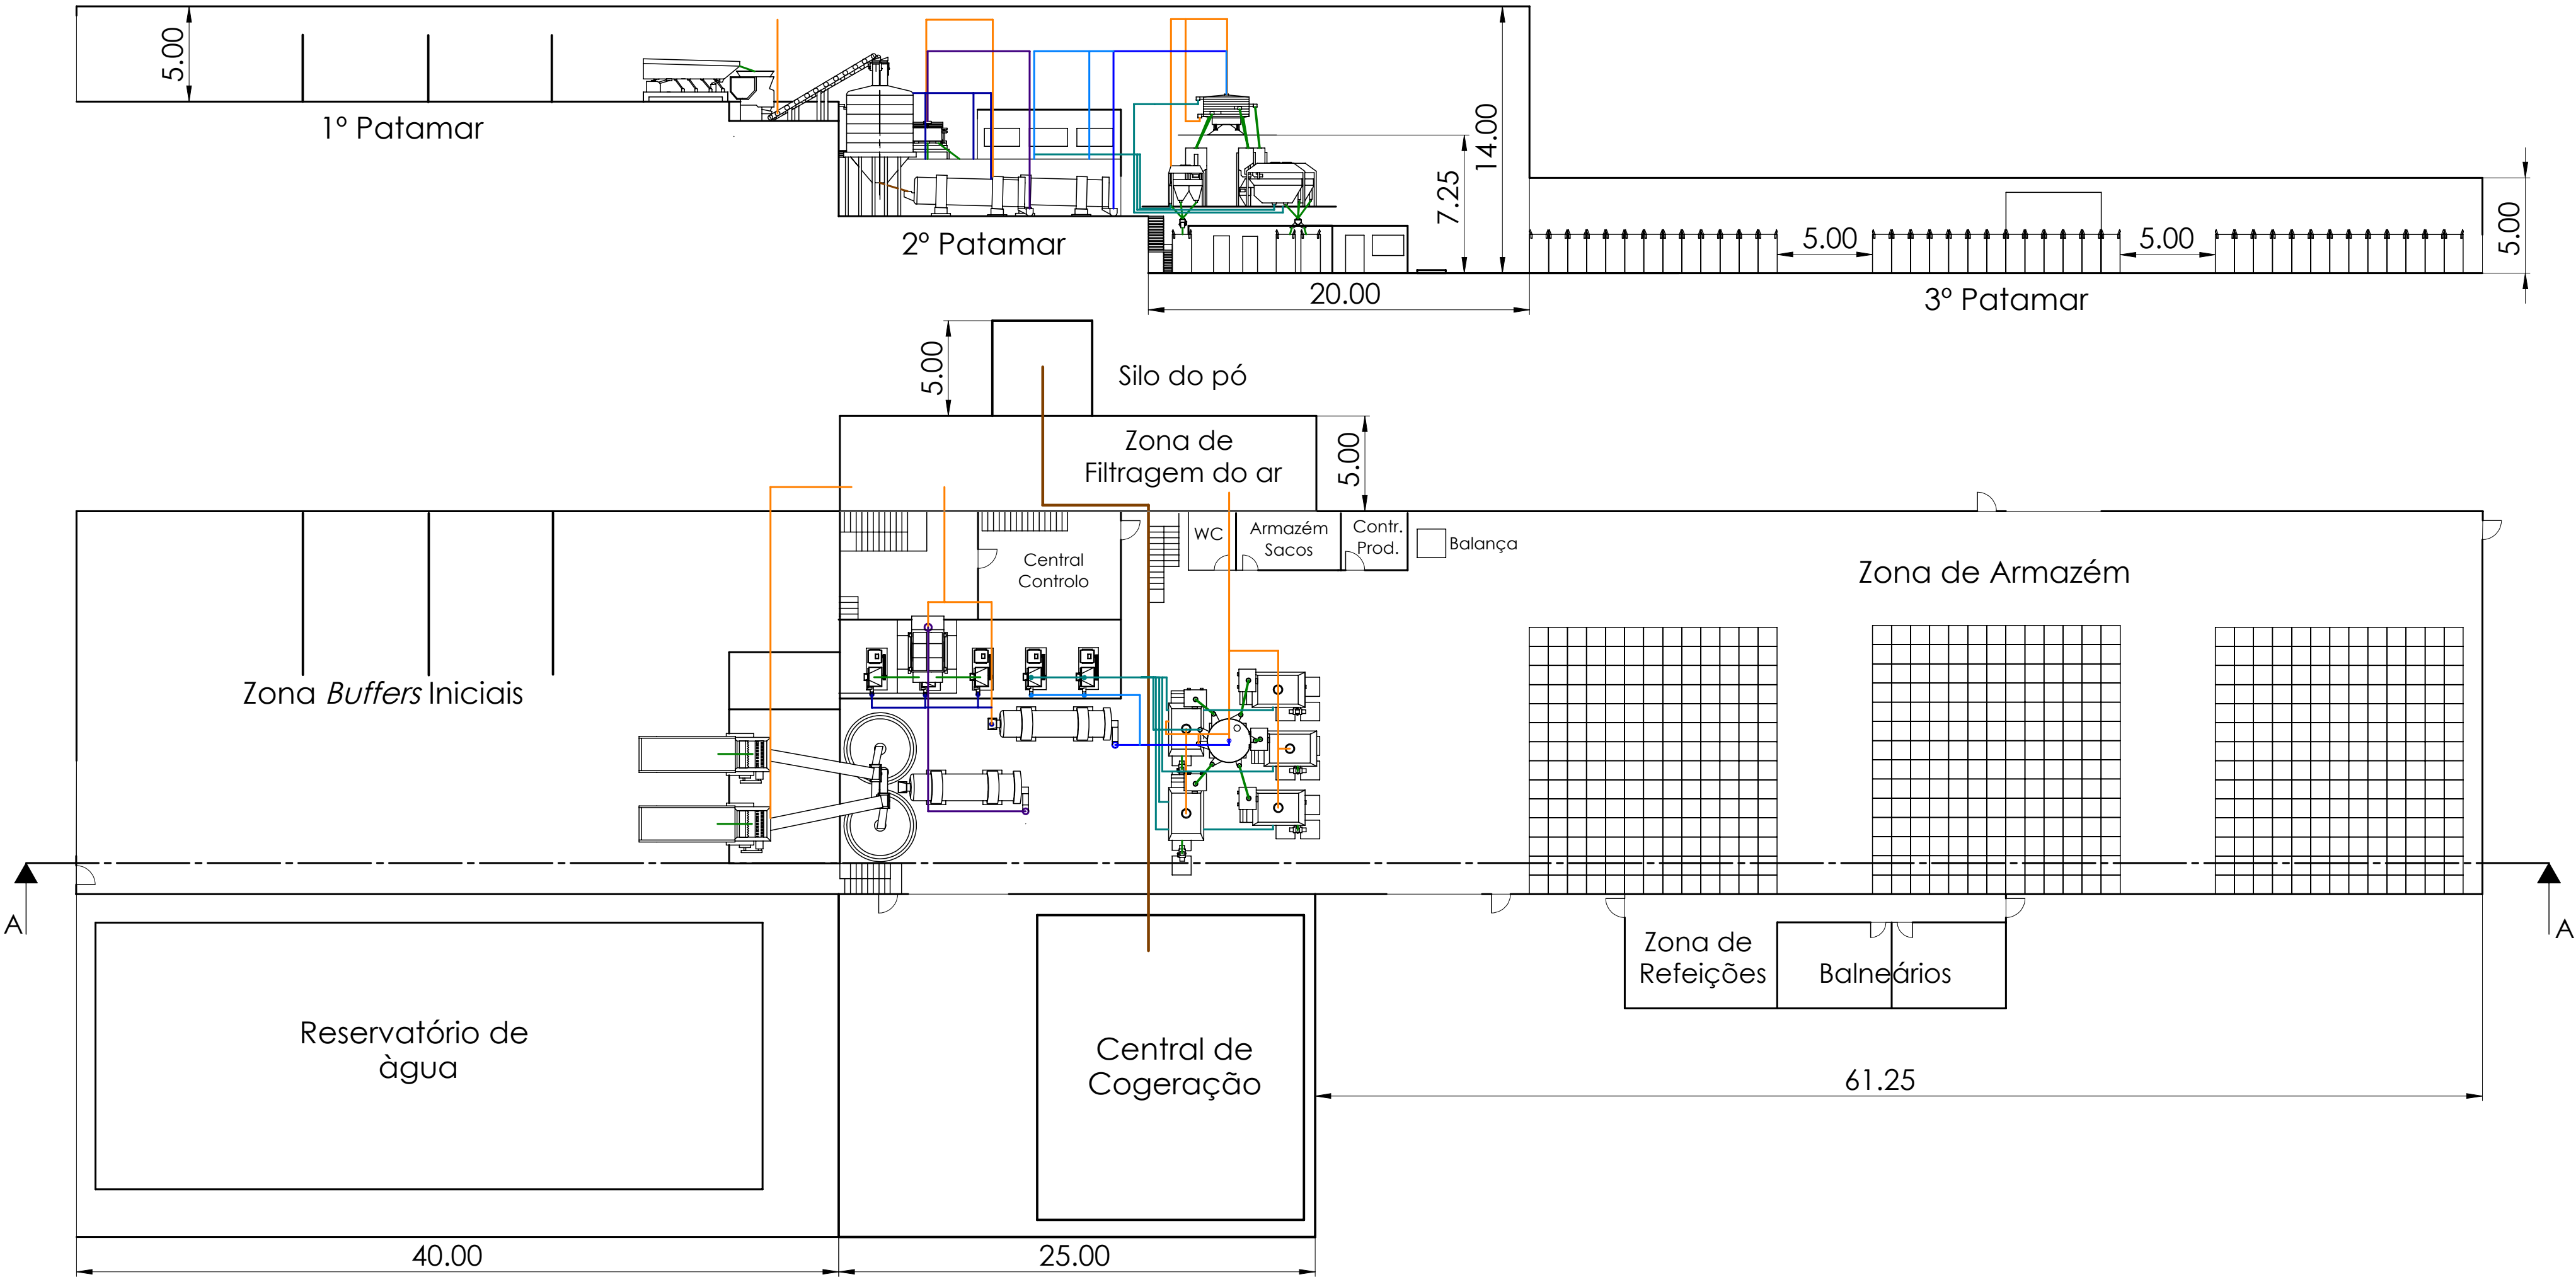 5.00
1º Patamar
2º Patamar
14.00
7.25
20.00
5.00
5.00
5.00
3º Patamar
5.00
Silo do pó
Zona de
Filtragem do ar
5.00
WC
Armazém
Sacos
Contr.
Prod.
Balança
Central
Controlo
Zona de Armazém
Zona Buffers Iniciais
A
A
Zona de
Refeições
Balneários
Reservatório de
àgua
Central de
Cogeração
61.25
40.00
25.00